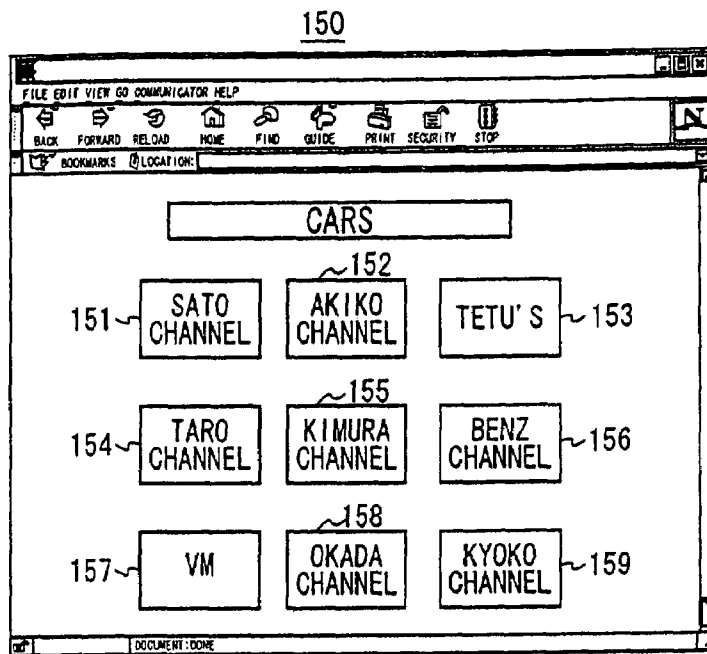 150
FILE EDIT VIEW GO COMMUNICATOR HELP
BACK FORWARD RELOAD HOME FIND GUIDE PRINT SECURITY STOP
N
BOOKMARKS LOCATION:
CARS
152
151 SATO CHANNEL AKIKO CHANNEL TETU'S 153
155
154 TARO CHANNEL KIMURA CHANNEL BENZ CHANNEL 156
158
157 VM OKADA CHANNEL KYOKO CHANNEL 159
DOCUMENT:DONE